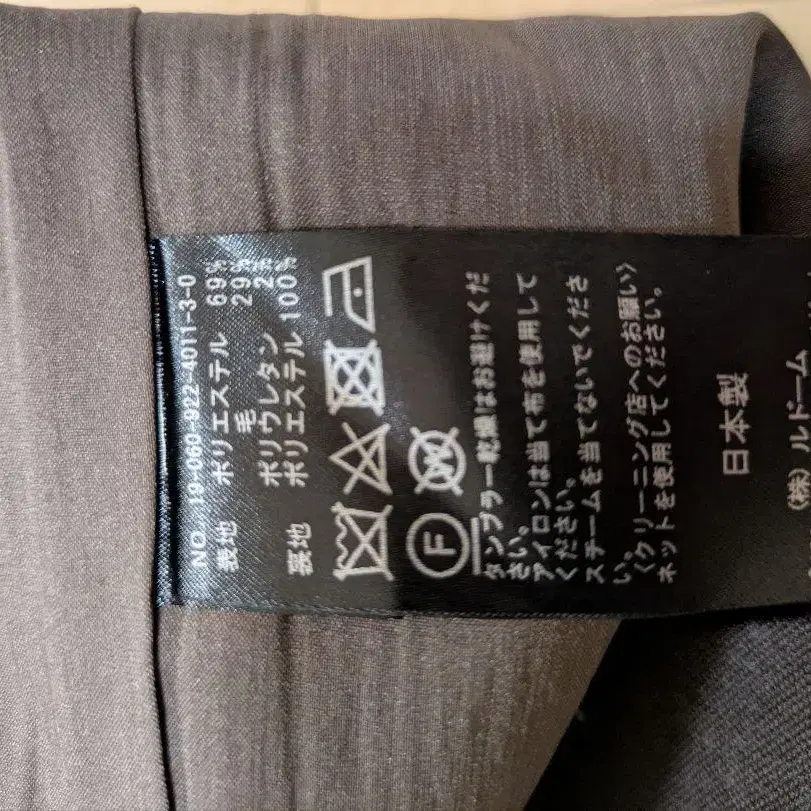 NO. 19-060-922-4011-3-0
表地 ポリエステル 69%
毛 29%
ポリウレタン 2%
裏地 ポリエステル 100%
F W
タンブラー乾燥はお避けくだ
さい。
アイロンは当て布を使用して
ください。
スチームを当てないでくださ
い。
〈クリーニング店へのお願い〉
ネットを使用してください。
日本製
(株)ルドーム